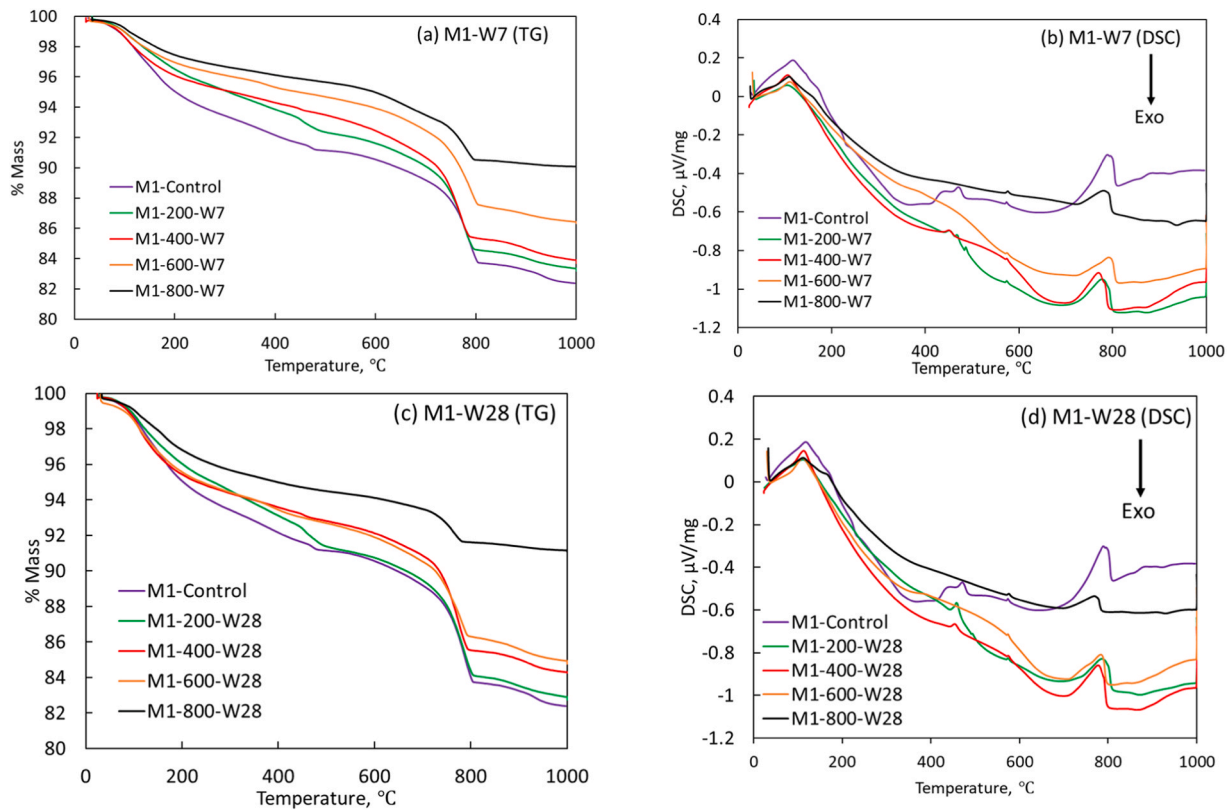 (a) M1-W7 (TG)
% Mass
100
98
96
94
92
90
88
86
84
82
80
M1-Control
M1-200-W7
M1-400-W7
M1-600-W7
M1-800-W7
0 200 400 600 800 1000
Temperature, ℃
(b) M1-W7 (DSC)
Exo
DSC, µV/mg
0.4
0.2
0
-0.2
-0.4
-0.6
-0.8
-1
-1.2
M1-Control
M1-200-W7
M1-400-W7
M1-600-W7
M1-800-W7
0 200 400 600 800 1000
Temperature, ℃
(c) M1-W28 (TG)
% Mass
100
98
96
94
92
90
88
86
84
82
80
M1-Control
M1-200-W28
M1-400-W28
M1-600-W28
M1-800-W28
0 200 400 600 800 1000
Temperature, ℃
(d) M1-W28 (DSC)
Exo
DSC, µV/mg
0.4
0.2
0
-0.2
-0.4
-0.6
-0.8
-1
-1.2
M1-Control
M1-200-W28
M1-400-W28
M1-600-W28
M1-800-W28
0 200 400 600 800 1000
Temperature, ℃